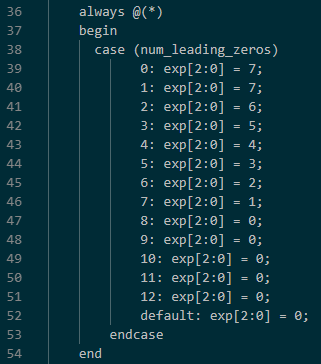 36 always @(*)
37 begin
38 case (num_leading_zeros)
39 0: exp[2:0] = 7;
40 1: exp[2:0] = 7;
41 2: exp[2:0] = 6;
42 3: exp[2:0] = 5;
43 4: exp[2:0] = 4;
44 5: exp[2:0] = 3;
45 6: exp[2:0] = 2;
46 7: exp[2:0] = 1;
47 8: exp[2:0] = 0;
48 9: exp[2:0] = 0;
49 10: exp[2:0] = 0;
50 11: exp[2:0] = 0;
51 12: exp[2:0] = 0;
52 default: exp[2:0] = 0;
53 endcase
54 end